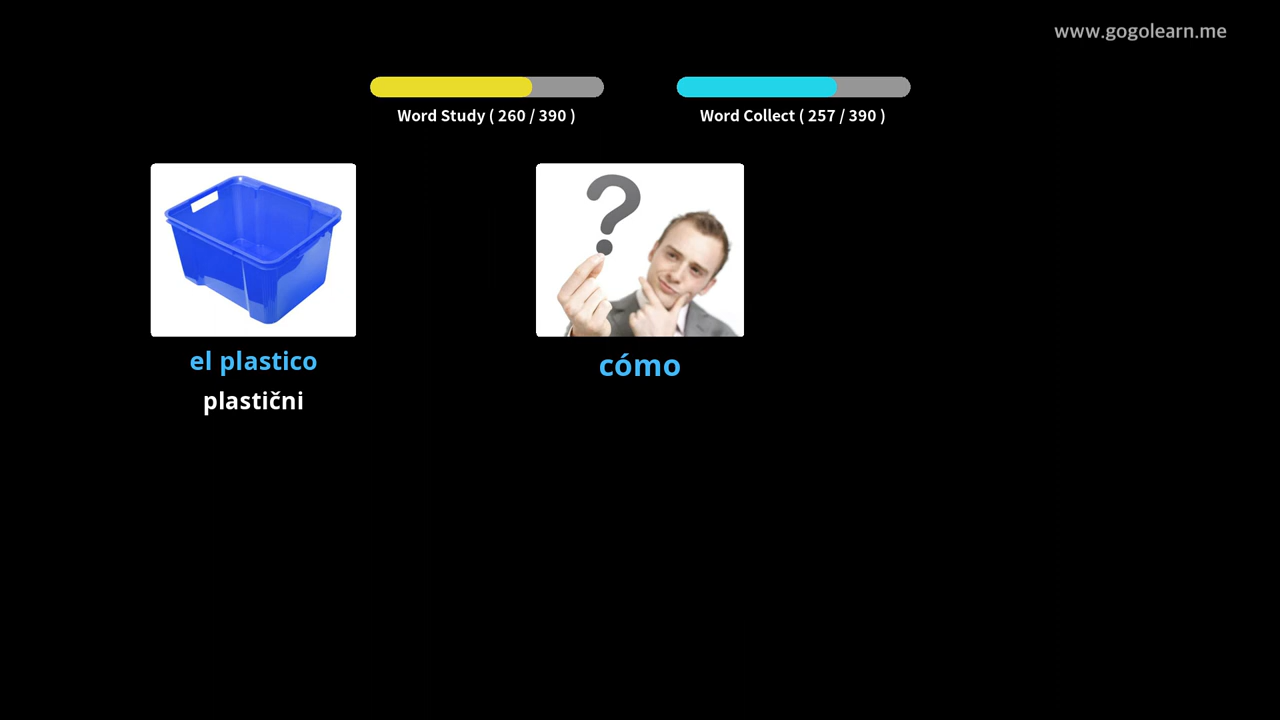 www.gogolearn.me
Word Study ( 260 / 390 )
Word Collect ( 257 / 390 )
el plastico
plastični
cómo